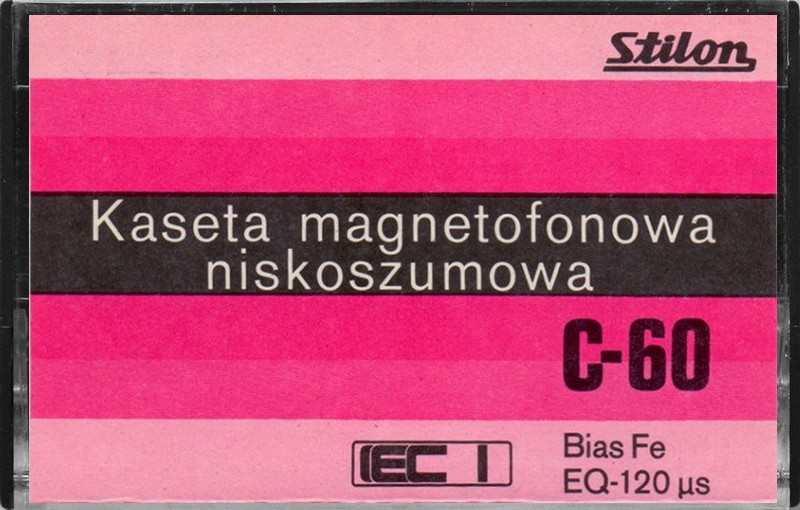 Stilon
Kaseta magnetofonowa
niskoszumowa
C-60
IEC I
Bias Fe
EQ-120 µs